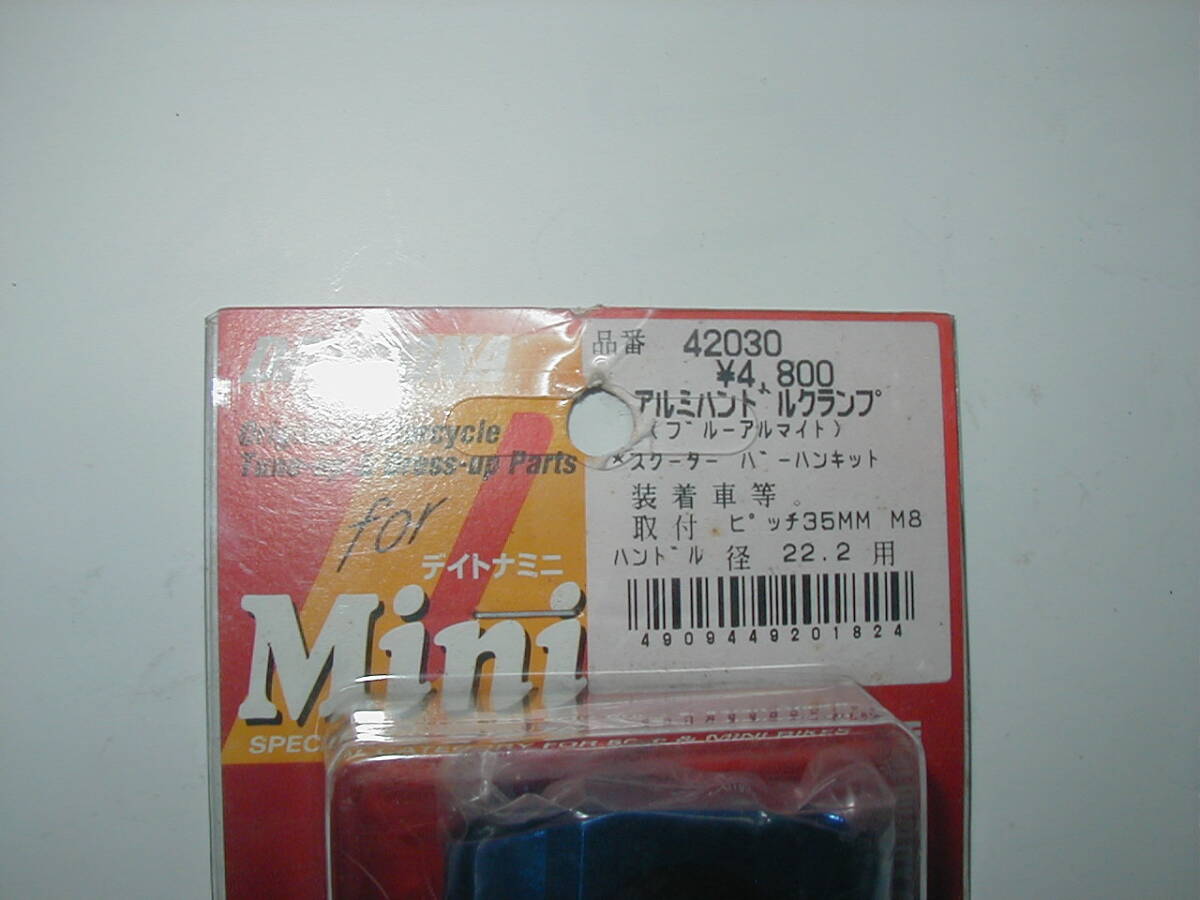 品番 42030
¥4,800
アルミハンドルクランプ
(ブルーアルマイト)
*スクーター バーハンキット
装着車等。
取付 ピッチ35MM M8
ハンドル 径 22.2 用
4909449201824
Tune-up & Dress-up Parts
for
デイトナミニ
Mini
FOR & MINI BIKES